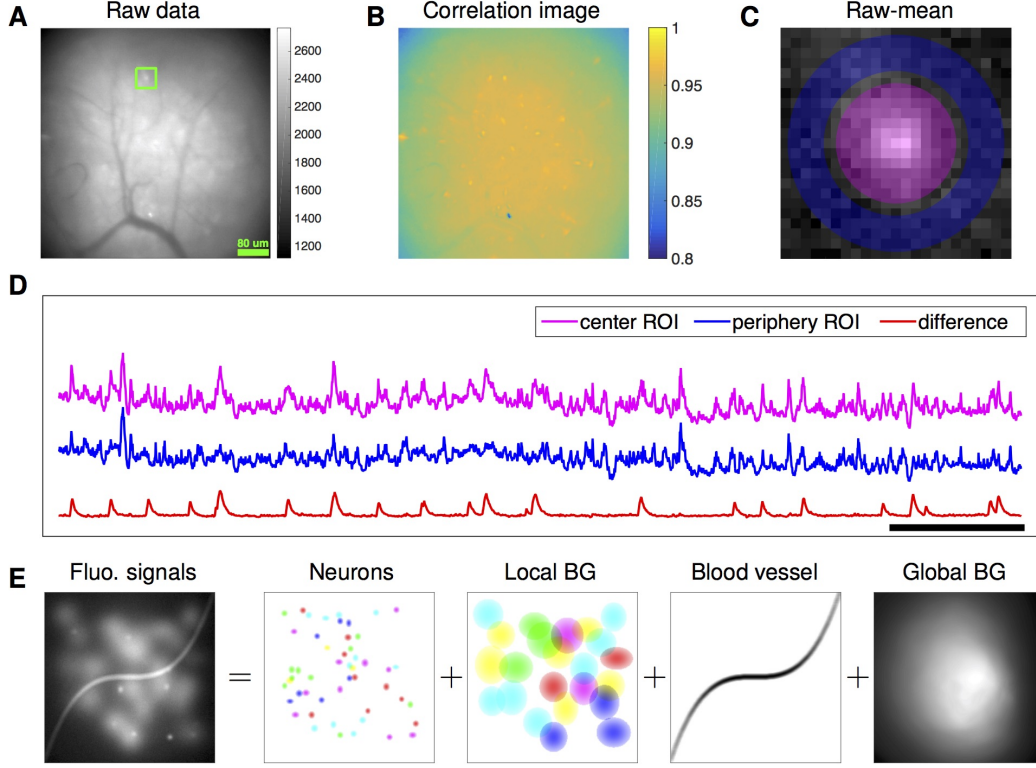 A Raw data
B Correlation image
C Raw-mean
2600
2400
2200
2000
1800
1600
1400
1200
80 um
1
0.95
0.9
0.85
0.8
D
center ROI periphery ROI difference
E Fluo. signals Neurons Local BG Blood vessel Global BG
= + + +